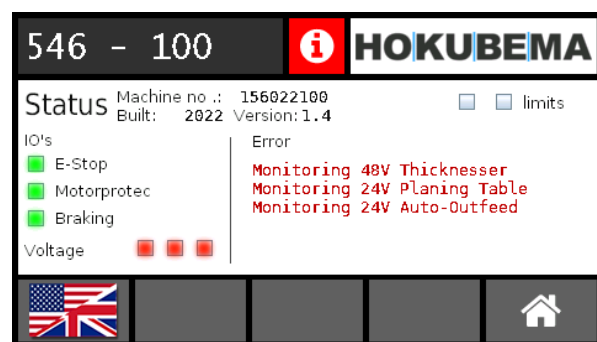 546 - 100
i
HOKUBEMA
Status
Machine no .: 156022100
Built: 2022 Version: 1.4
limits
IO's
Error
E-Stop
Monitoring 48V Thicknesser
Motorprotec
Monitoring 24V Planing Table
Braking
Monitoring 24V Auto-Outfeed
Voltage